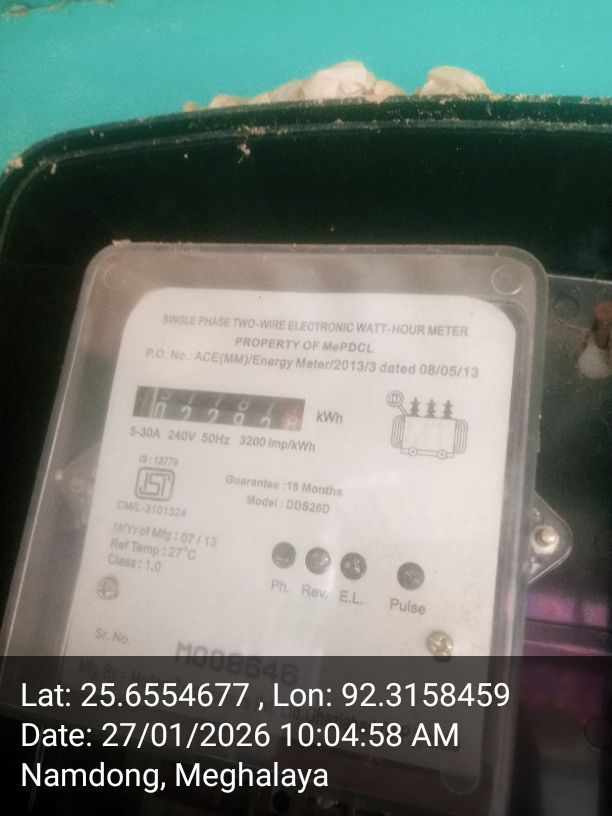 SINGLE PHASE TWO-WIRE ELECTRONIC WATT-HOUR METER
PROPERTY OF MePDCL
P.O. No.: ACE(MM)/Energy Meter/2013/3 dated 08/05/13
kWh
5-30A 240V 50Hz 3200 imp/kWh
IS : 13779
ISI
CM/L-3101324
Guarantee : 18 Months
Model : DDS26D
M/Yr of Mfg : 07 / 13
Ref Temp : 27°C
Class : 1.0
Ph. Rev. E.L. Pulse
Sr. No.
M008646
Mfg. By :-
Lat: 25.6554677 , Lon: 92.3158459
Date: 27/01/2026 10:04:58 AM
Namdong, Meghalaya